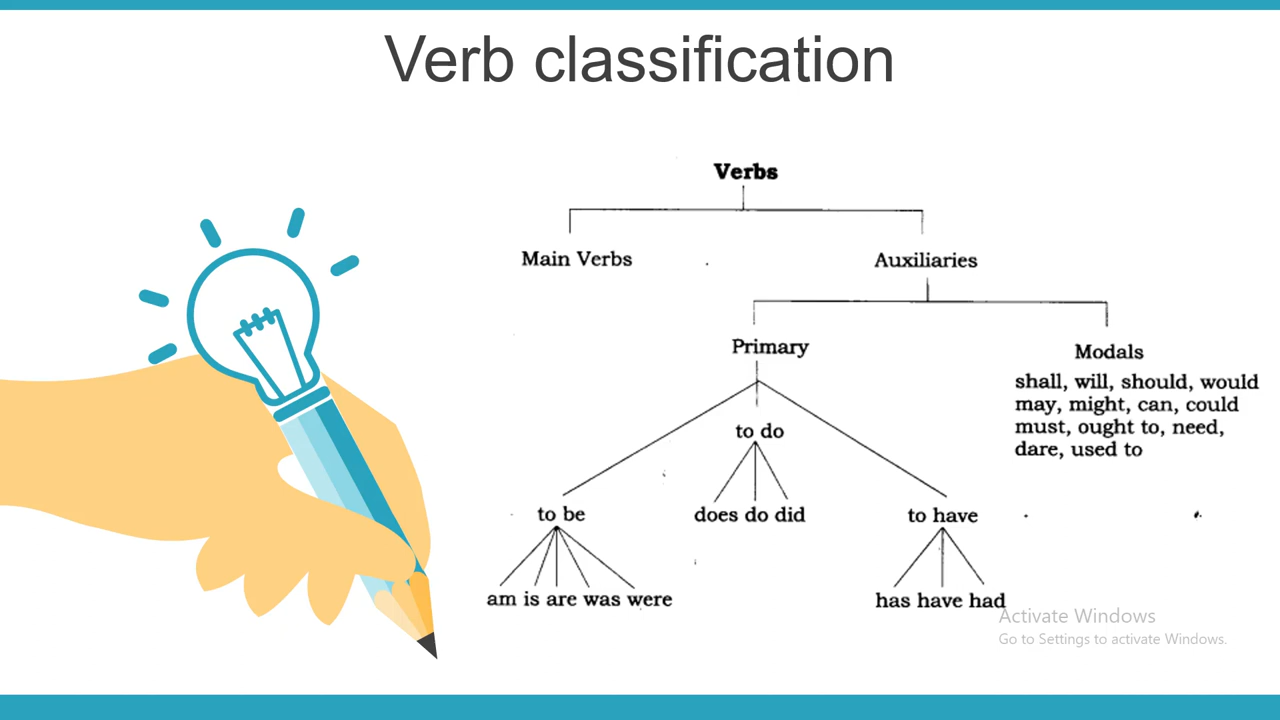 Verb classification
Verbs
Main Verbs
Auxiliaries
Primary
Modals
shall, will, should, would
may, might, can, could
must, ought to, need,
dare, used to
to do
to be
does do did
to have
am is are was were
has have had
Activate Windows
Go to Settings to activate Windows.